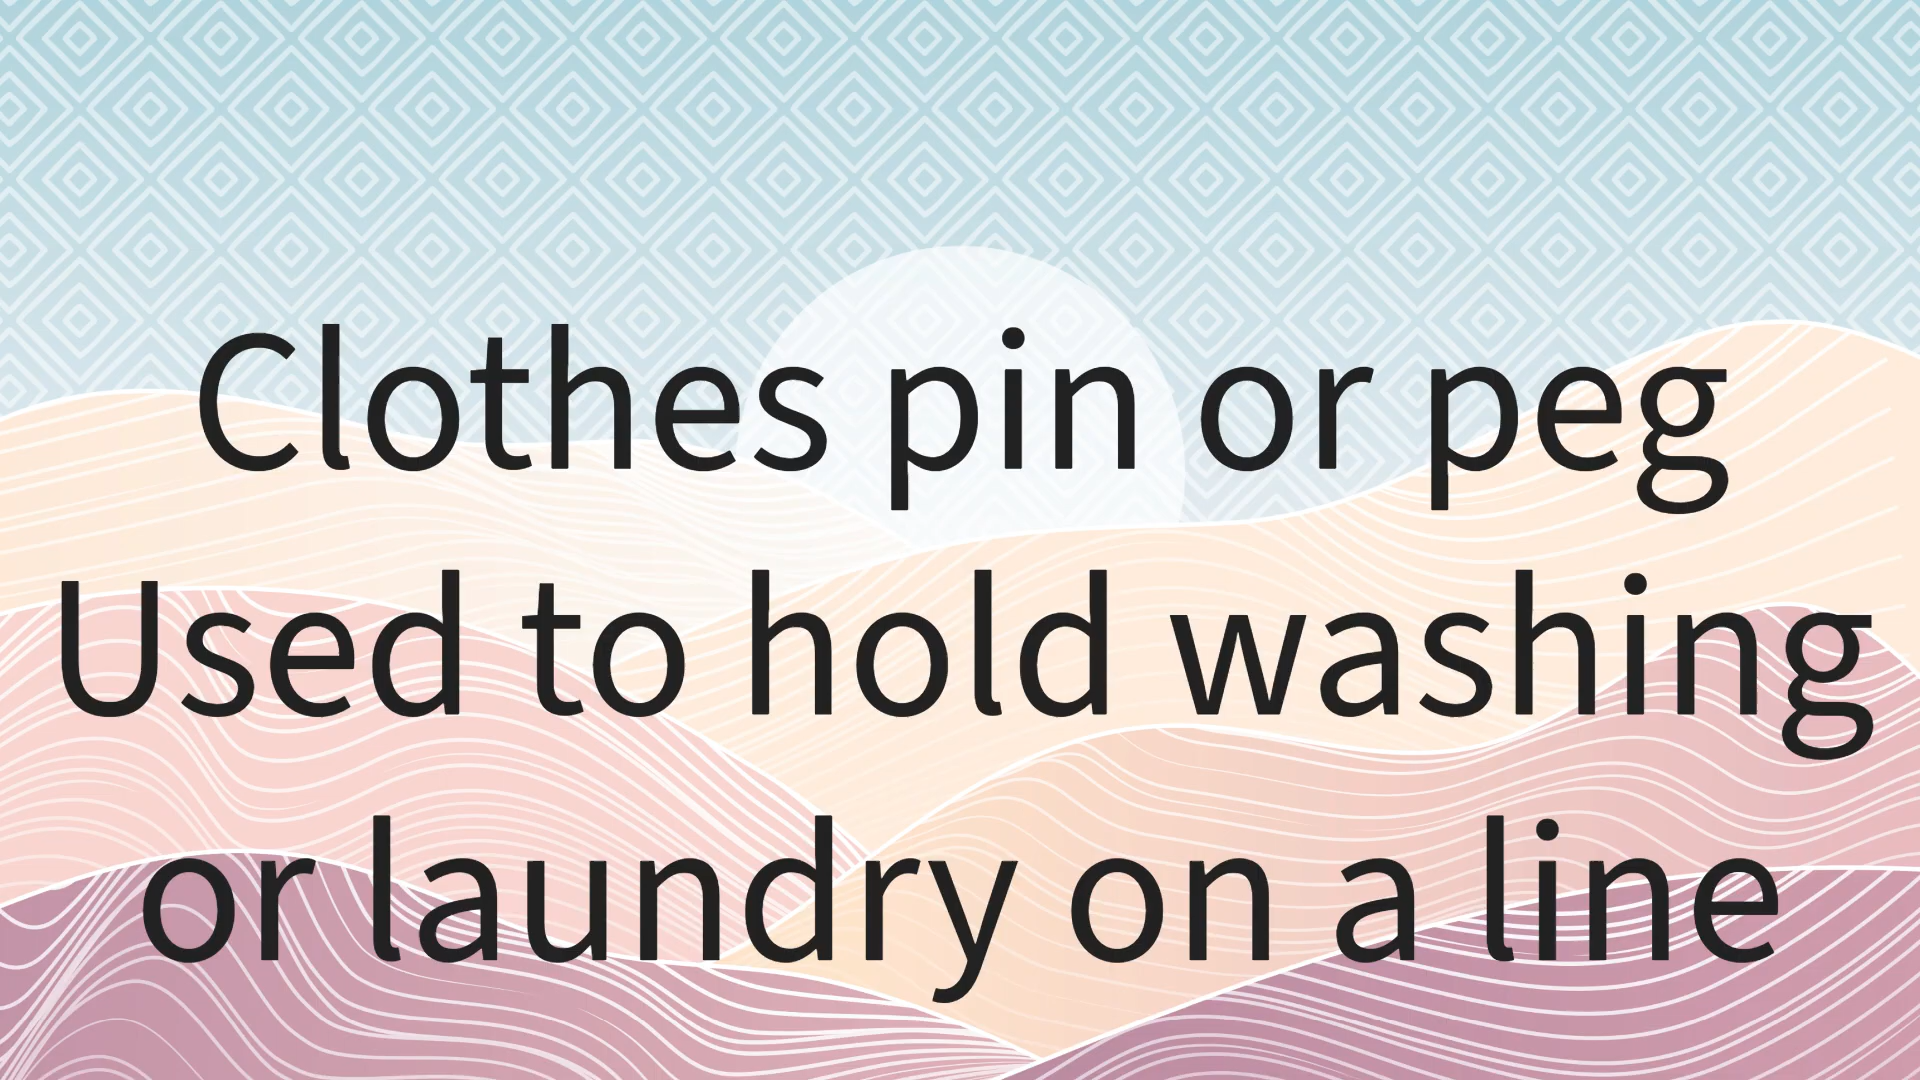 Clothes pin or peg
Used to hold washing
or laundry on a line